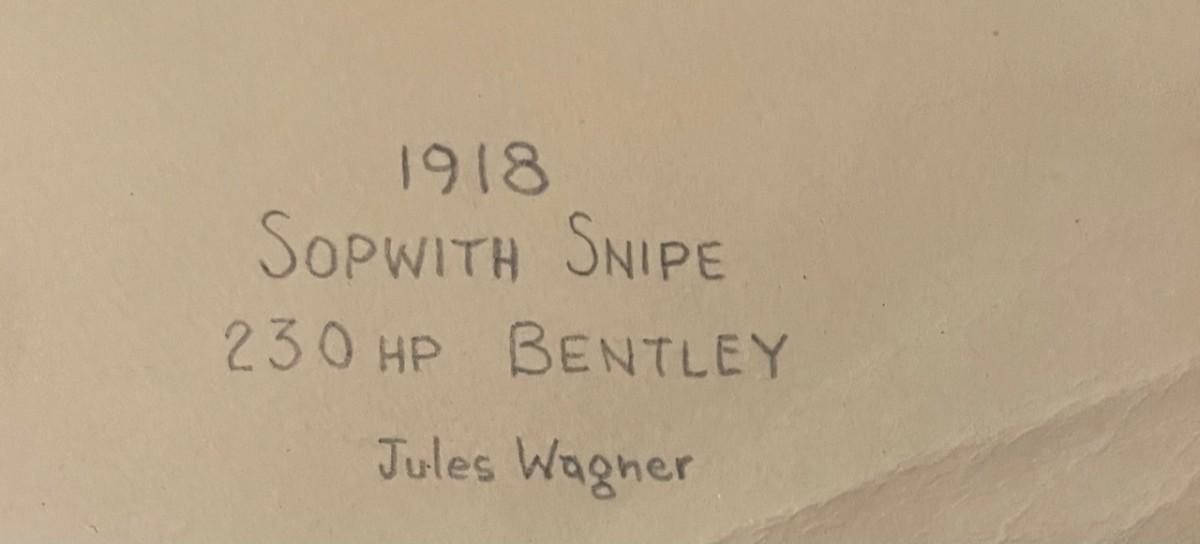 1918
SOPWITH SNIPE
230 HP BENTLEY
Jules Wagner